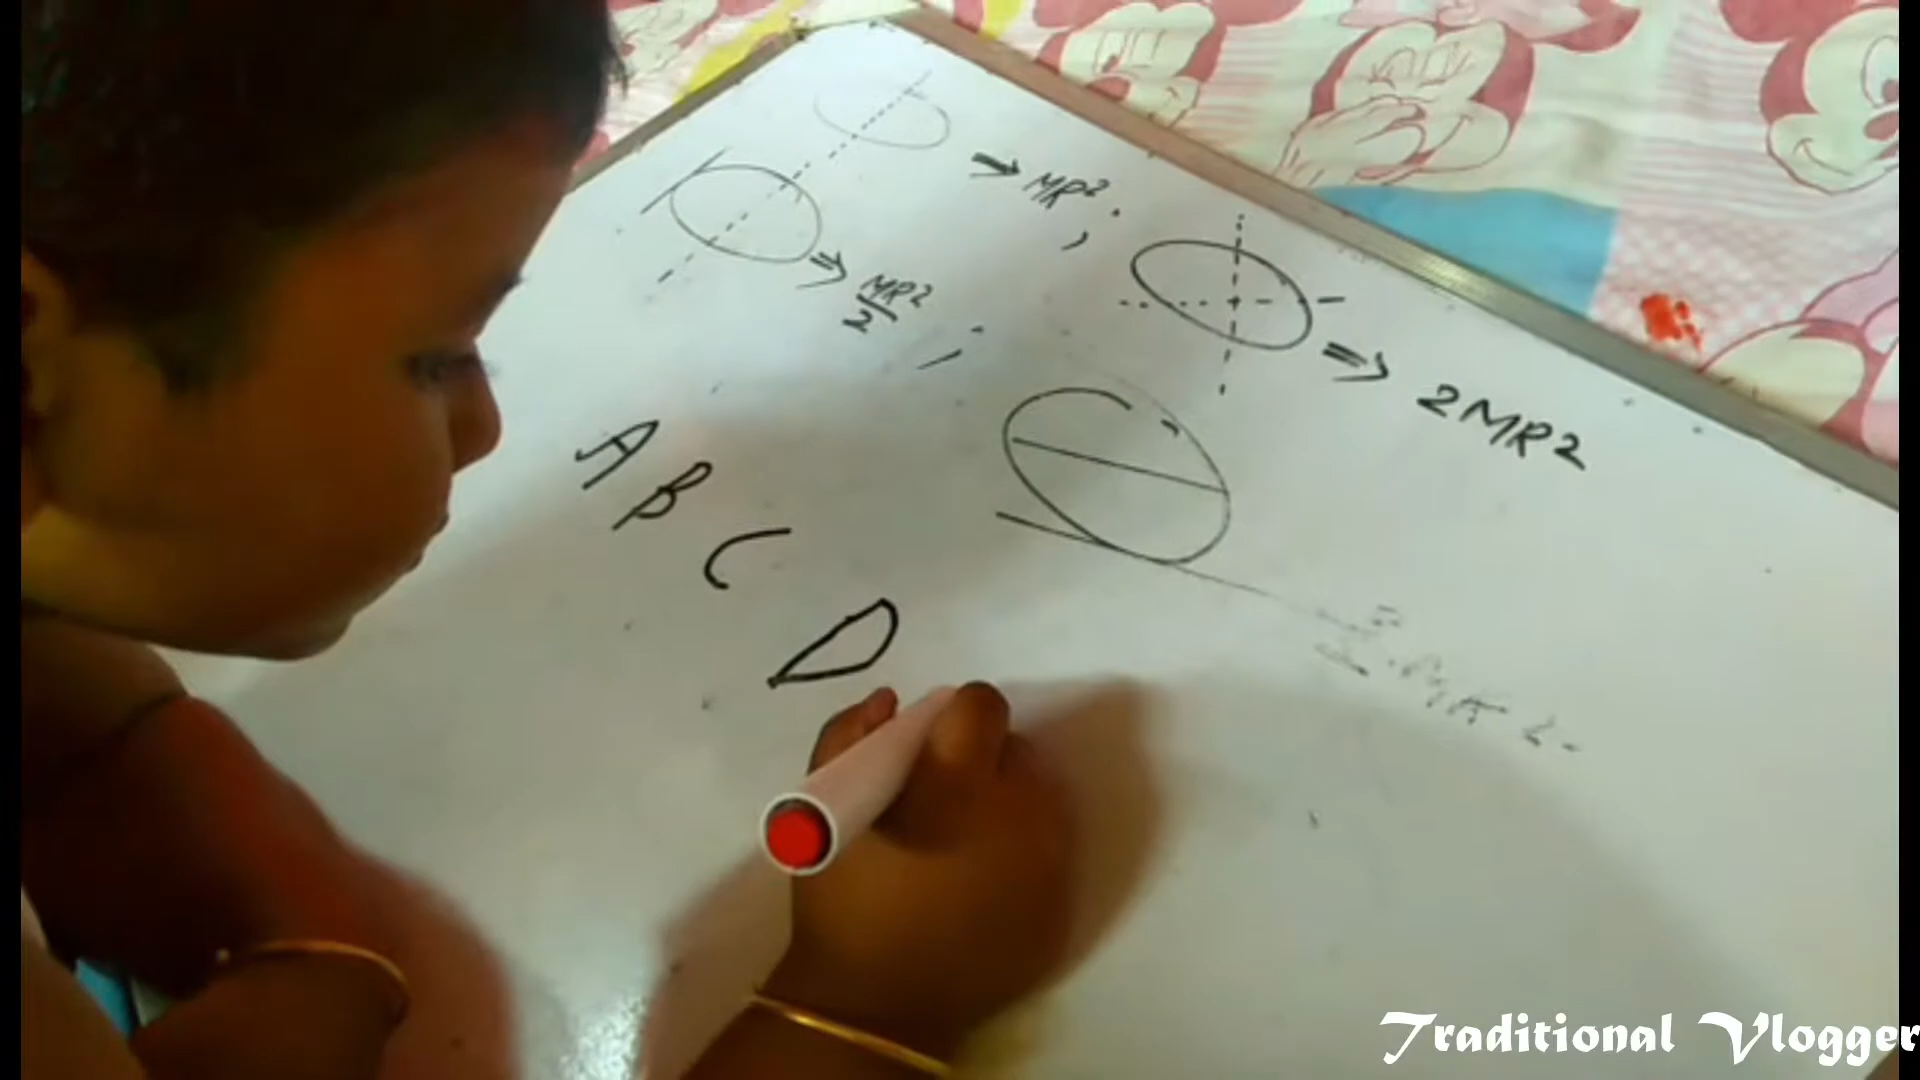 ⇒ MR² ;
⇒ MR²/2 ;
⇒ 2MR2
A B C D
Traditional Vlogger